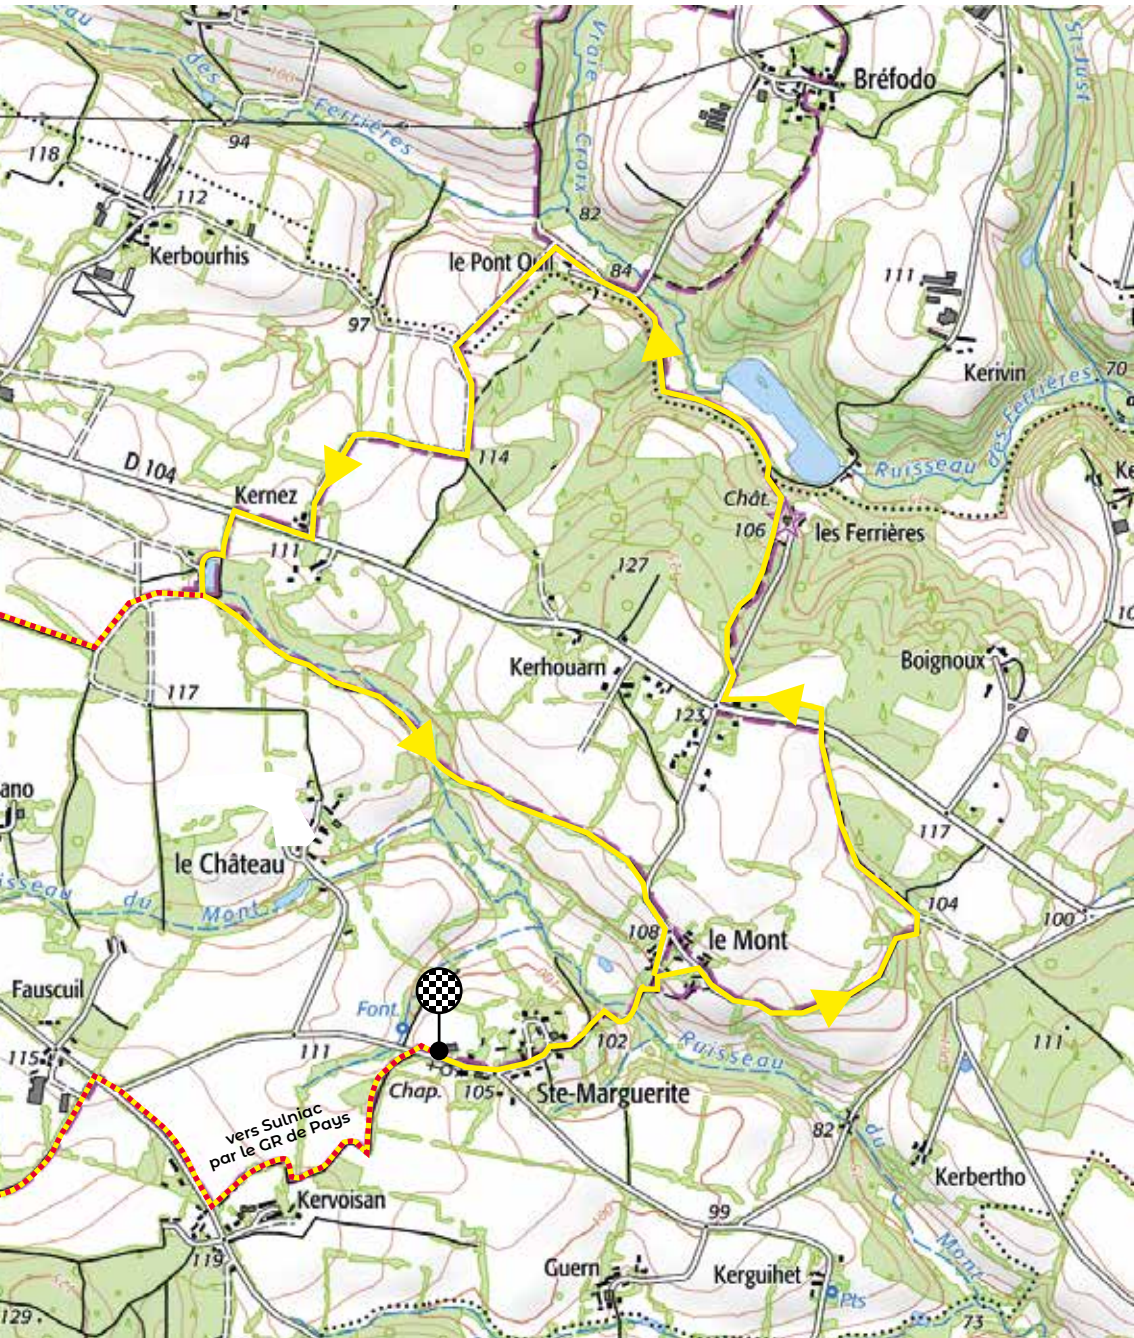 Ruisseau
des
Ferrières
Vraie
Croix
St-Just
Bréfodo
118
94
112
82
Kerbourhis
le Pont
84
111
97
Kerivin
70
D 104
114
Ruisseau
des Ferrières
Kernez
Chât.
106
les Ferrières
111
127
Kerhouarn
Boignoux
117
123
ano
117
le Château
isseau
du
Mont
104
100
108
le Mont
Fauscuil
Font.
115
111
102
Ruisseau
111
Chap.
105
Ste-Marguerite
vers Sulniac
par le GR de Pays
82
du
Kerbertho
Kervoisan
99
119
Mont
Guern
Kerguihet
Pts
129
73